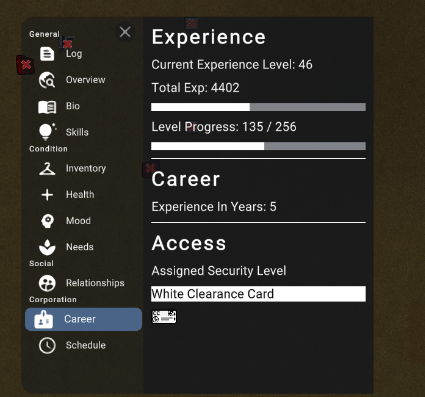 General
Log
Overview
Bio
Skills
Condition
Inventory
Health
Mood
Needs
Social
Relationships
Corporation
Career
Schedule
Experience
Current Experience Level: 46
Total Exp: 4402
Level Progress: 135 / 256
Career
Experience In Years: 5
Access
Assigned Security Level
White Clearance Card